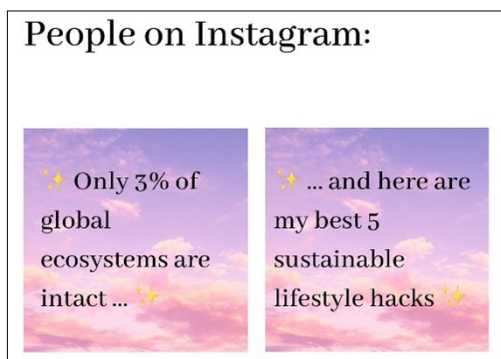 People on Instagram:
✨ Only 3% of
global
ecosystems are
intact ... ✨
✨ ... and here are
my best 5
sustainable
lifestyle hacks ✨